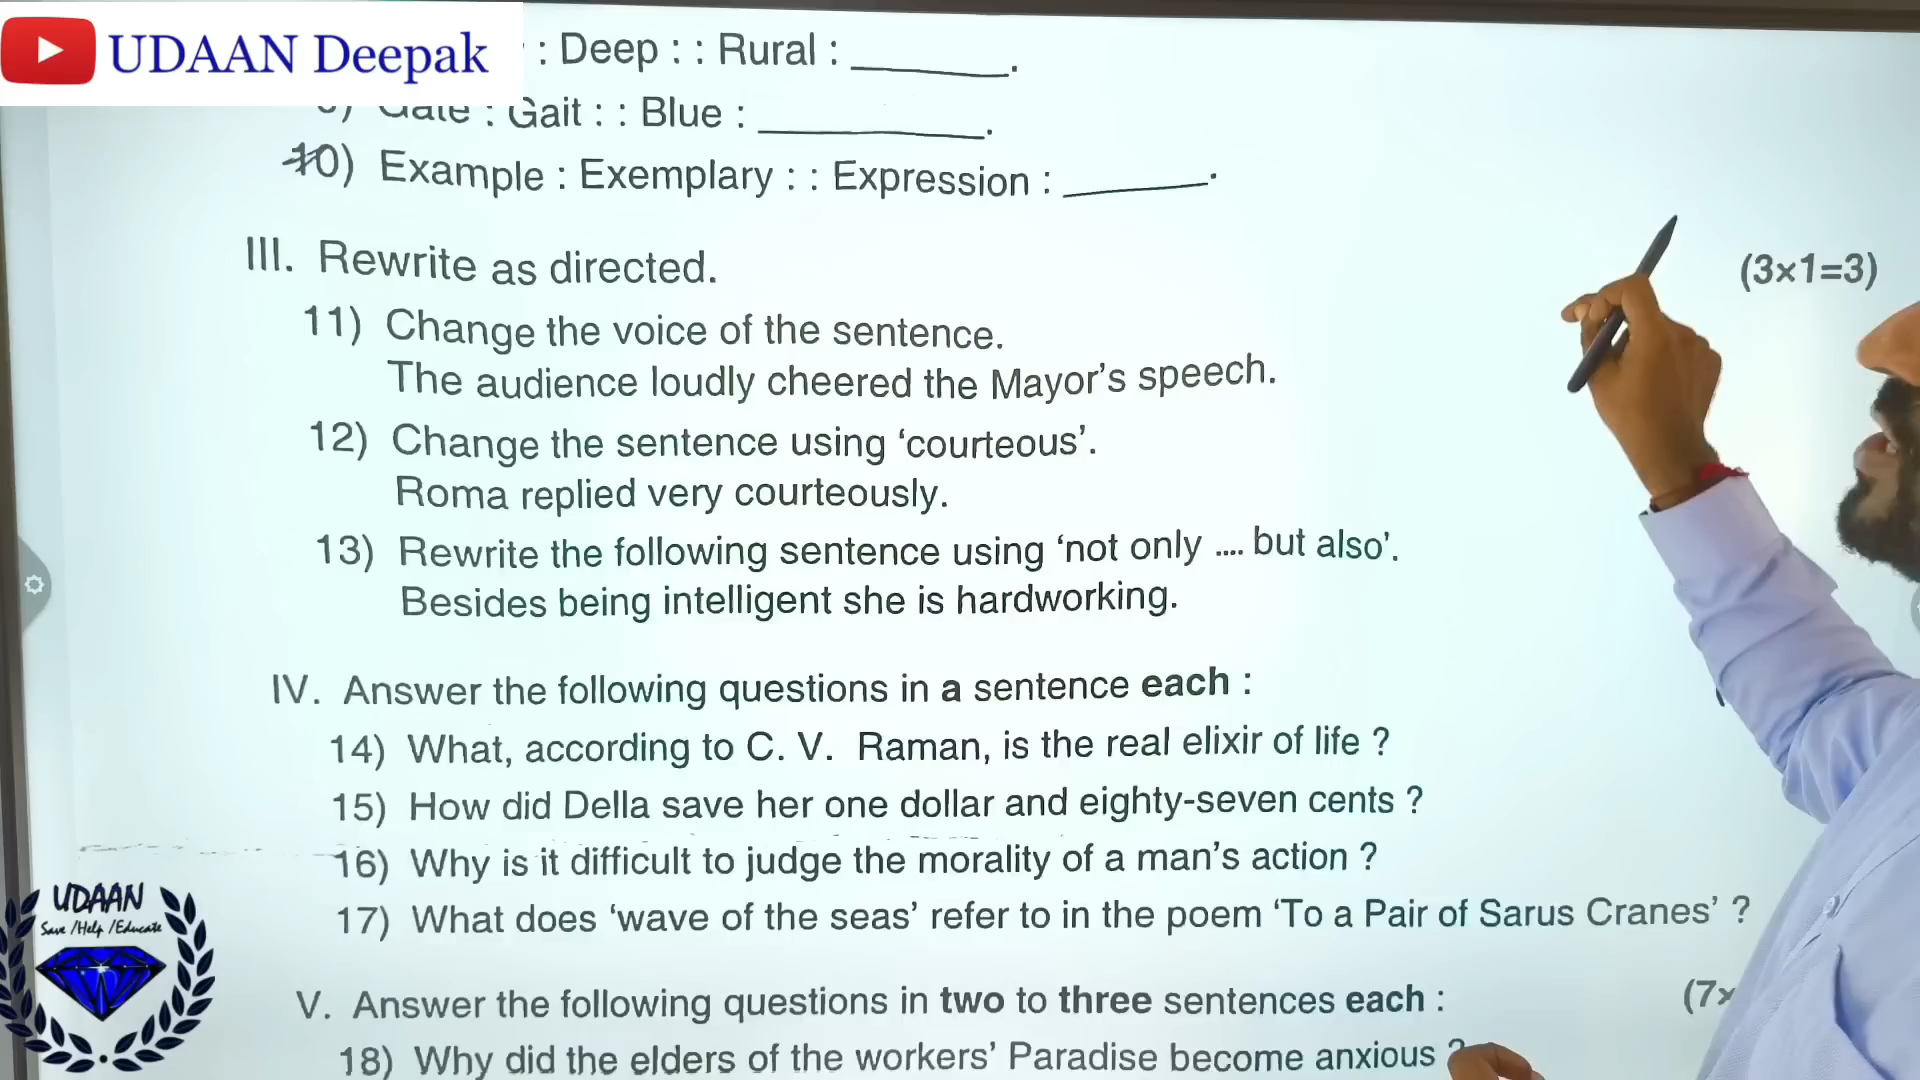 UDAAN Deepak
: Deep : : Rural : ________.
9) Gate : Gait : : Blue : ________.
10) Example : Exemplary : : Expression : ________.
III. Rewrite as directed. (3×1=3)
11) Change the voice of the sentence.
The audience loudly cheered the Mayor's speech.
12) Change the sentence using 'courteous'.
Roma replied very courteously.
13) Rewrite the following sentence using 'not only .... but also'.
Besides being intelligent she is hardworking.
IV. Answer the following questions in a sentence each :
14) What, according to C. V. Raman, is the real elixir of life ?
15) How did Della save her one dollar and eighty-seven cents ?
16) Why is it difficult to judge the morality of a man's action ?
17) What does 'wave of the seas' refer to in the poem 'To a Pair of Sarus Cranes' ?
UDAAN
Save /Help /Educate
V. Answer the following questions in two to three sentences each : (7×
18) Why did the elders of the workers' Paradise become anxious ?